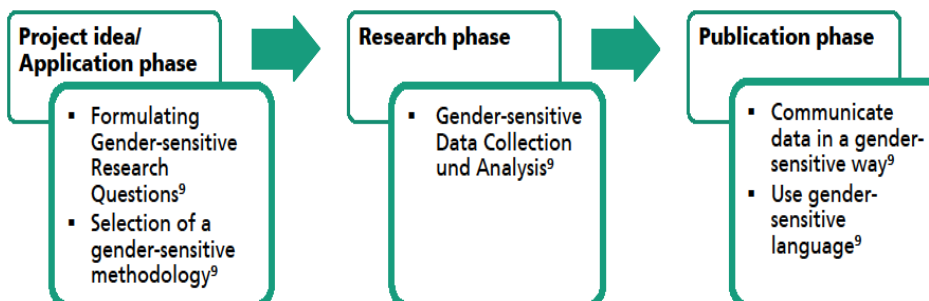 Project idea/
Application phase
▪ Formulating
Gender-sensitive
Research
Questions⁹
▪ Selection of a
gender-sensitive
methodology⁹
Research phase
▪ Gender-sensitive
Data Collection
und Analysis⁹
Publication phase
▪ Communicate
data in a gender-
sensitive way⁹
▪ Use gender-
sensitive
language⁹